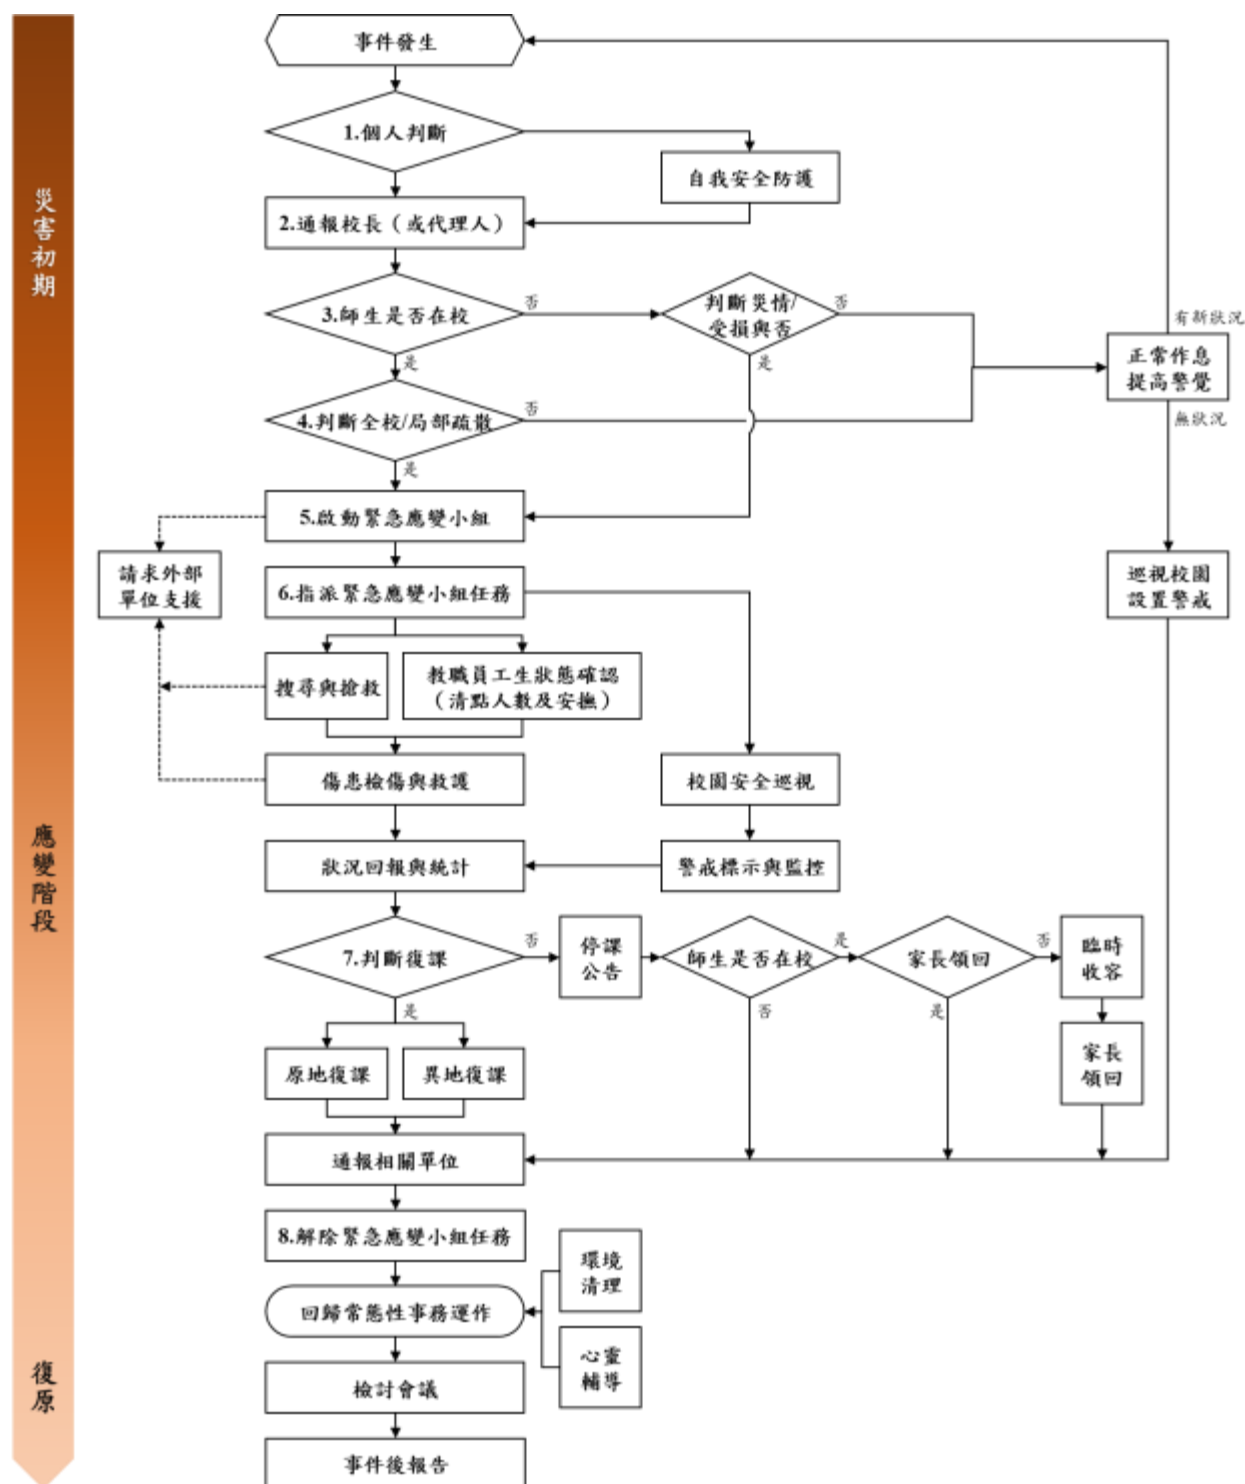 災害初期
應變階段
復原
事件發生
1.個人判斷
自我安全防護
2.通報校長（或代理人）
3.師生是否在校
否
是
判斷災情/
受損與否
否
是
有新狀況
正常作息
提高警覺
無狀況
4.判斷全校/局部疏散
否
是
5.啟動緊急應變小組
請求外部
單位支援
6.指派緊急應變小組任務
巡視校園
設置警戒
搜尋與搶救
教職員工生狀態確認
（清點人數及安撫）
傷患檢傷與救護
校園安全巡視
狀況回報與統計
警戒標示與監控
7.判斷復課
否
是
停課
公告
師生是否在校
是
否
家長領回
否
是
臨時
收容
家長
領回
原地復課
異地復課
通報相關單位
8.解除緊急應變小組任務
環境
清理
回歸常態性事務運作
心靈
輔導
檢討會議
事件後報告